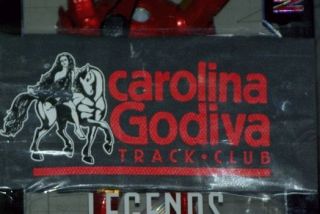 carolina
Godiva
TRACK • CLUB
LEGENDS